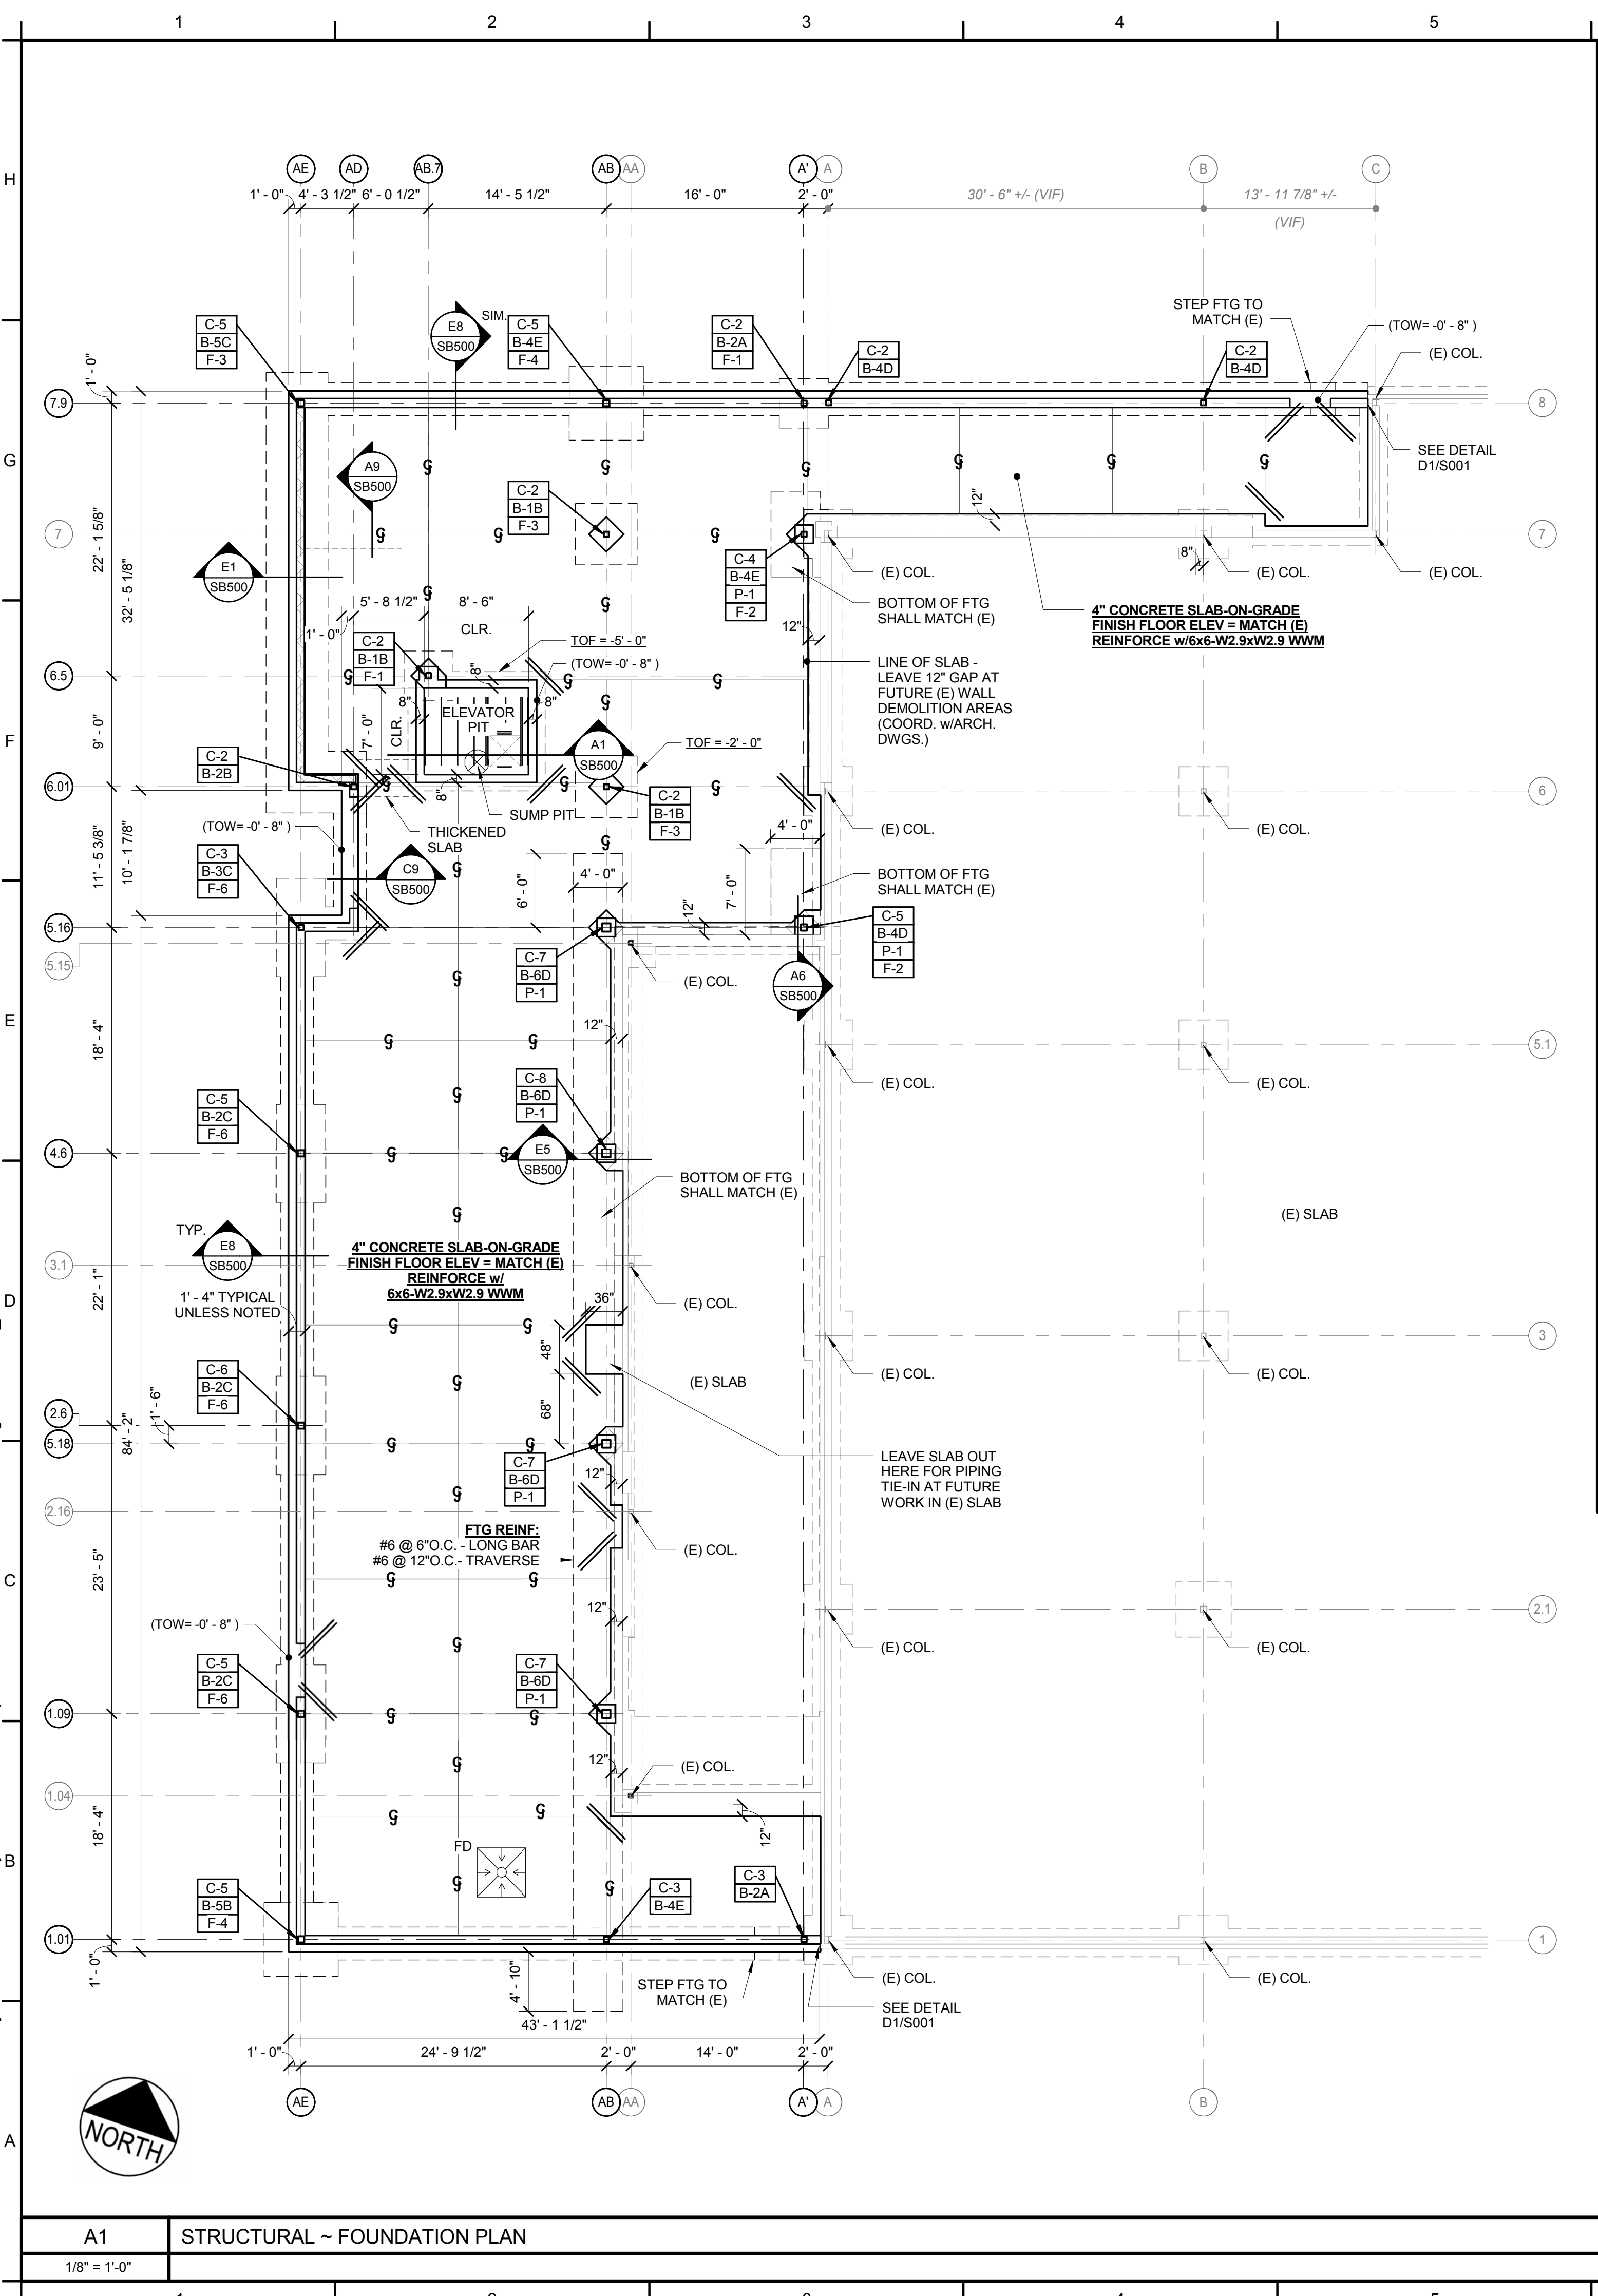 1 2 3 4 5
H
AE AD AB.7 AB AA A' A B C
1' - 0" 4' - 3 1/2" 6' - 0 1/2" 14' - 5 1/2" 16' - 0" 2' - 0" 30' - 6" +/- (VIF) 13' - 11 7/8" +/-
(VIF)
STEP FTG TO
MATCH (E)
(TOW= -0' - 8" )
(E) COL.
C-5
B-5C
F-3
E8
SB500
SIM.
C-5
B-4E
F-4
C-2
B-2A
F-1
C-2
B-4D
C-2
B-4D
1' - 0"
7.9
8
G
A9
SB500
SEE DETAIL
D1/S001
C-2
B-1B
F-3
12"
22' - 1 5/8"
32' - 5 1/8"
7
7
E1
SB500
C-4
B-4E
P-1
F-2
(E) COL.
8"
(E) COL.
(E) COL.
5' - 8 1/2" 8' - 6"
CLR.
1' - 0"
BOTTOM OF FTG
SHALL MATCH (E)
4" CONCRETE SLAB-ON-GRADE
FINISH FLOOR ELEV = MATCH (E)
REINFORCE w/6x6-W2.9xW2.9 WWM
C-2
B-1B
F-1
TOF = -5' - 0"
(TOW= -0' - 8" )
12"
8"
6.5
LINE OF SLAB -
LEAVE 12" GAP AT
FUTURE (E) WALL
DEMOLITION AREAS
(COORD. w/ARCH.
DWGS.)
8"
8"
ELEVATOR
PIT
7' - 0"
CLR.
F
9' - 0"
A1
SB500
TOF = -2' - 0"
C-2
B-2B
6.01
6
8"
C-2
B-1B
F-3
SUMP PIT
(TOW= -0' - 8" )
THICKENED
SLAB
4' - 0"
(E) COL.
(E) COL.
11' - 5 3/8"
10' - 1 7/8"
C-3
B-3C
F-6
C9
SB500
6' - 0"
4' - 0"
7' - 0"
BOTTOM OF FTG
SHALL MATCH (E)
12"
C-5
B-4D
P-1
F-2
5.16
5.15
C-7
B-6D
P-1
(E) COL.
A6
SB500
E
18' - 4"
12"
5.1
C-8
B-6D
P-1
(E) COL.
(E) COL.
C-5
B-2C
F-6
4.6
E5
SB500
BOTTOM OF FTG
SHALL MATCH (E)
(E) SLAB
TYP.
E8
SB500
4" CONCRETE SLAB-ON-GRADE
FINISH FLOOR ELEV = MATCH (E)
REINFORCE w/
6x6-W2.9xW2.9 WWM
3.1
D
22' - 1"
1' - 4" TYPICAL
UNLESS NOTED
36"
(E) COL.
3
48"
C-6
B-2C
F-6
(E) SLAB
(E) COL.
(E) COL.
1' - 6"
68"
2.6
5.18
84' - 2"
C-7
B-6D
P-1
12"
LEAVE SLAB OUT
HERE FOR PIPING
TIE-IN AT FUTURE
WORK IN (E) SLAB
2.16
FTG REINF:
#6 @ 6"O.C. - LONG BAR
#6 @ 12"O.C.- TRAVERSE
(E) COL.
C
23' - 5"
12"
2.1
(TOW= -0' - 8" )
(E) COL.
(E) COL.
C-5
B-2C
F-6
C-7
B-6D
P-1
1.09
12"
(E) COL.
1.04
18' - 4"
12"
B
FD
C-5
B-5B
F-4
C-3
B-4E
C-3
B-2A
1.01
1
1' - 0"
4' - 10"
STEP FTG TO
MATCH (E)
(E) COL.
(E) COL.
SEE DETAIL
D1/S001
43' - 1 1/2"
1' - 0" 24' - 9 1/2" 2' - 0" 14' - 0" 2' - 0"
AE AB AA A' A B
NORTH
A
A1 STRUCTURAL ~ FOUNDATION PLAN
1/8" = 1'-0"